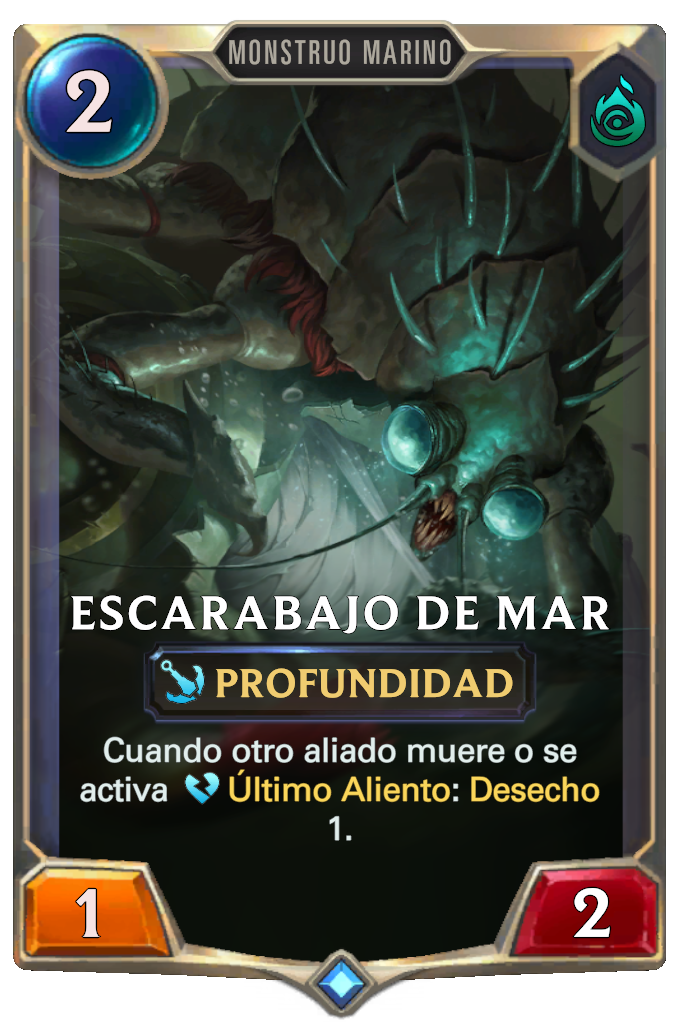 MONSTRUO MARINO
2
ESCARABAJO DE MAR
PROFUNDIDAD
Cuando otro aliado muere o se
activa Último Aliento: Desecho
1.
1
2